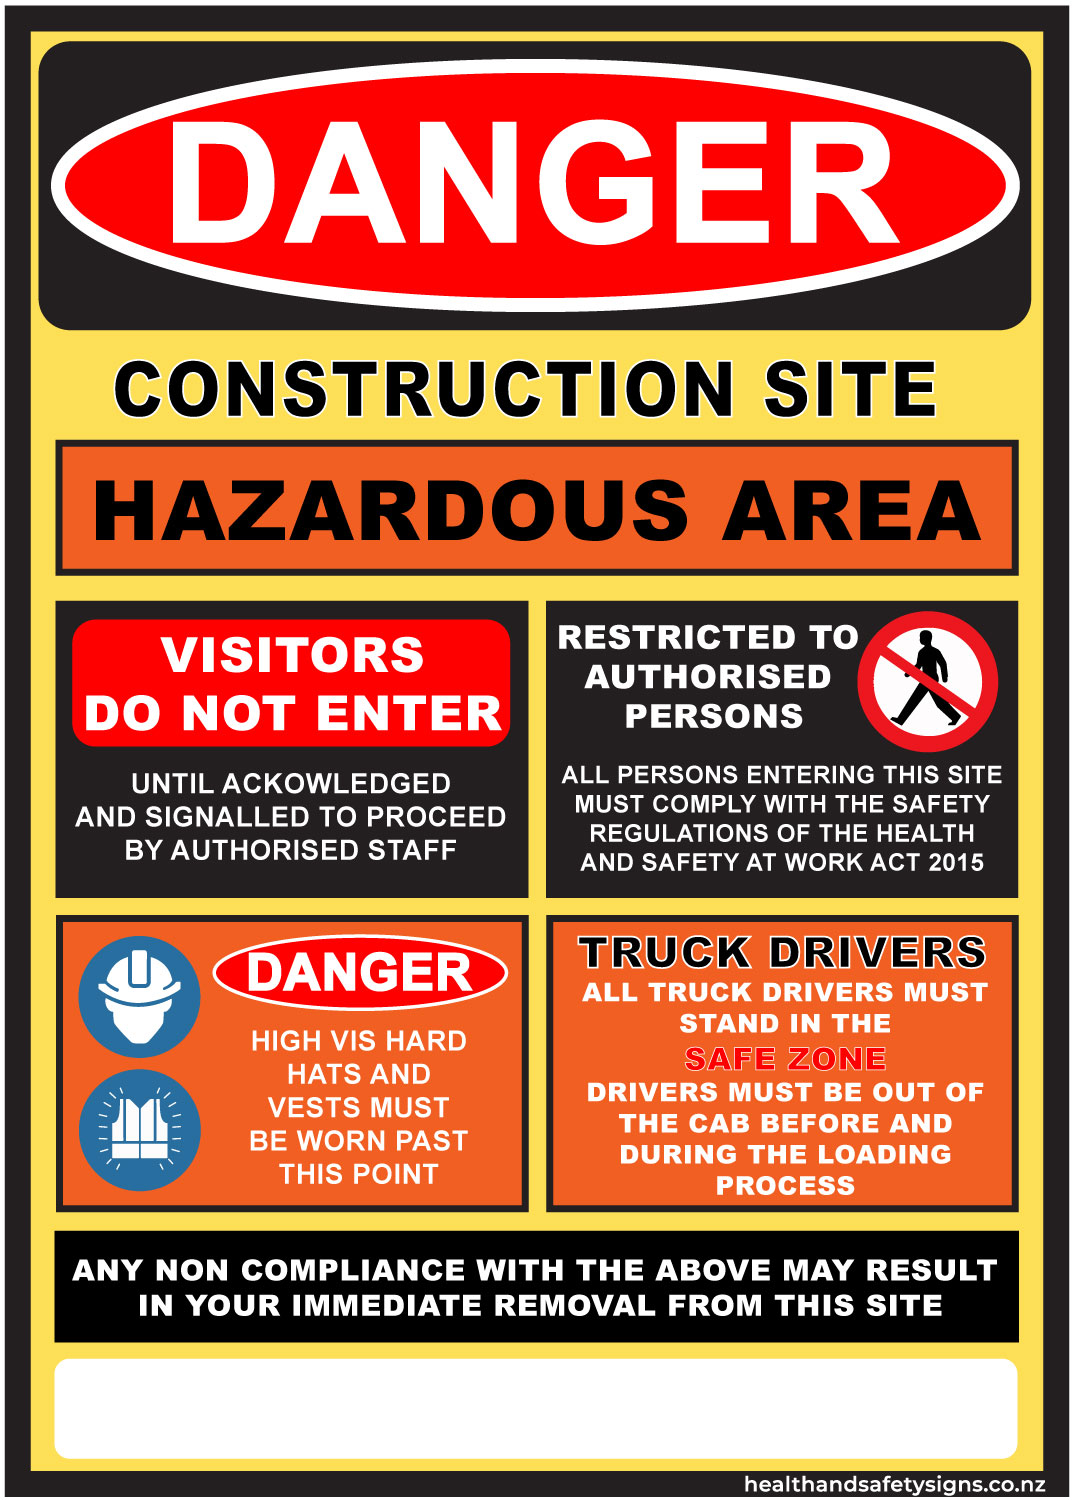 DANGER
CONSTRUCTION SITE
HAZARDOUS AREA
VISITORS
DO NOT ENTER
UNTIL ACKOWLEDGED
AND SIGNALLED TO PROCEED
BY AUTHORISED STAFF
RESTRICTED TO
AUTHORISED
PERSONS
ALL PERSONS ENTERING THIS SITE
MUST COMPLY WITH THE SAFETY
REGULATIONS OF THE HEALTH
AND SAFETY AT WORK ACT 2015
DANGER
HIGH VIS HARD
HATS AND
VESTS MUST
BE WORN PAST
THIS POINT
TRUCK DRIVERS
ALL TRUCK DRIVERS MUST
STAND IN THE
SAFE ZONE
DRIVERS MUST BE OUT OF
THE CAB BEFORE AND
DURING THE LOADING
PROCESS
ANY NON COMPLIANCE WITH THE ABOVE MAY RESULT
IN YOUR IMMEDIATE REMOVAL FROM THIS SITE
healthandsafetysigns.co.nz